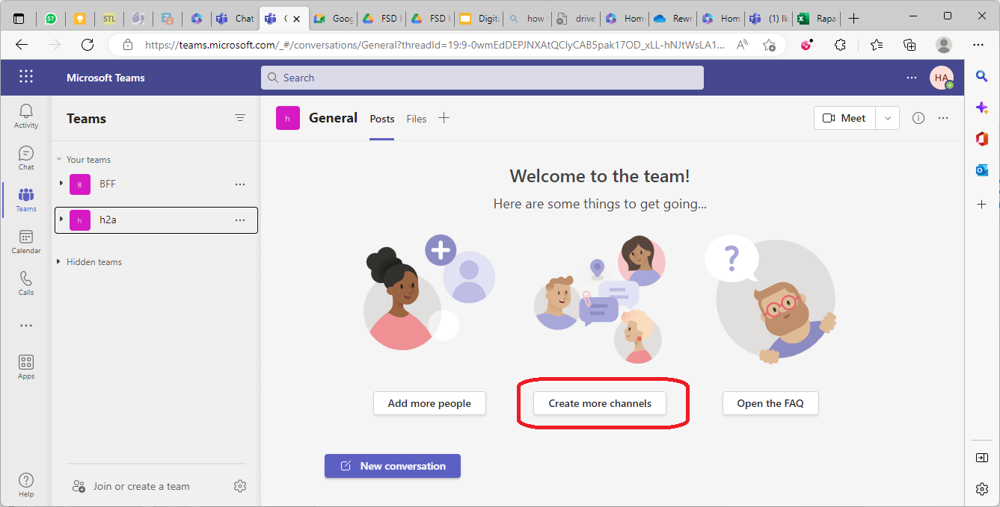 57
STL
Z
Chat
C
Goog
FSD
FSD
Digita
how
drive
Hom
Rewr
Hom
(1) Ik
Rapa
https://teams.microsoft.com/_#/conversations/General?threadId=19:9-0wmEdDEPJNXAtQClyCAB5pak17OD_xLL-hNJtWsLA1...
Microsoft Teams
Search
HA
Activity
Chat
Teams
Calendar
Calls
Apps
Help
Teams
Your teams
B
BFF
h
h2a
Hidden teams
Join or create a team
h
General
Posts
Files
Meet
Welcome to the team!
Here are some things to get going...
?
Add more people
Create more channels
Open the FAQ
New conversation